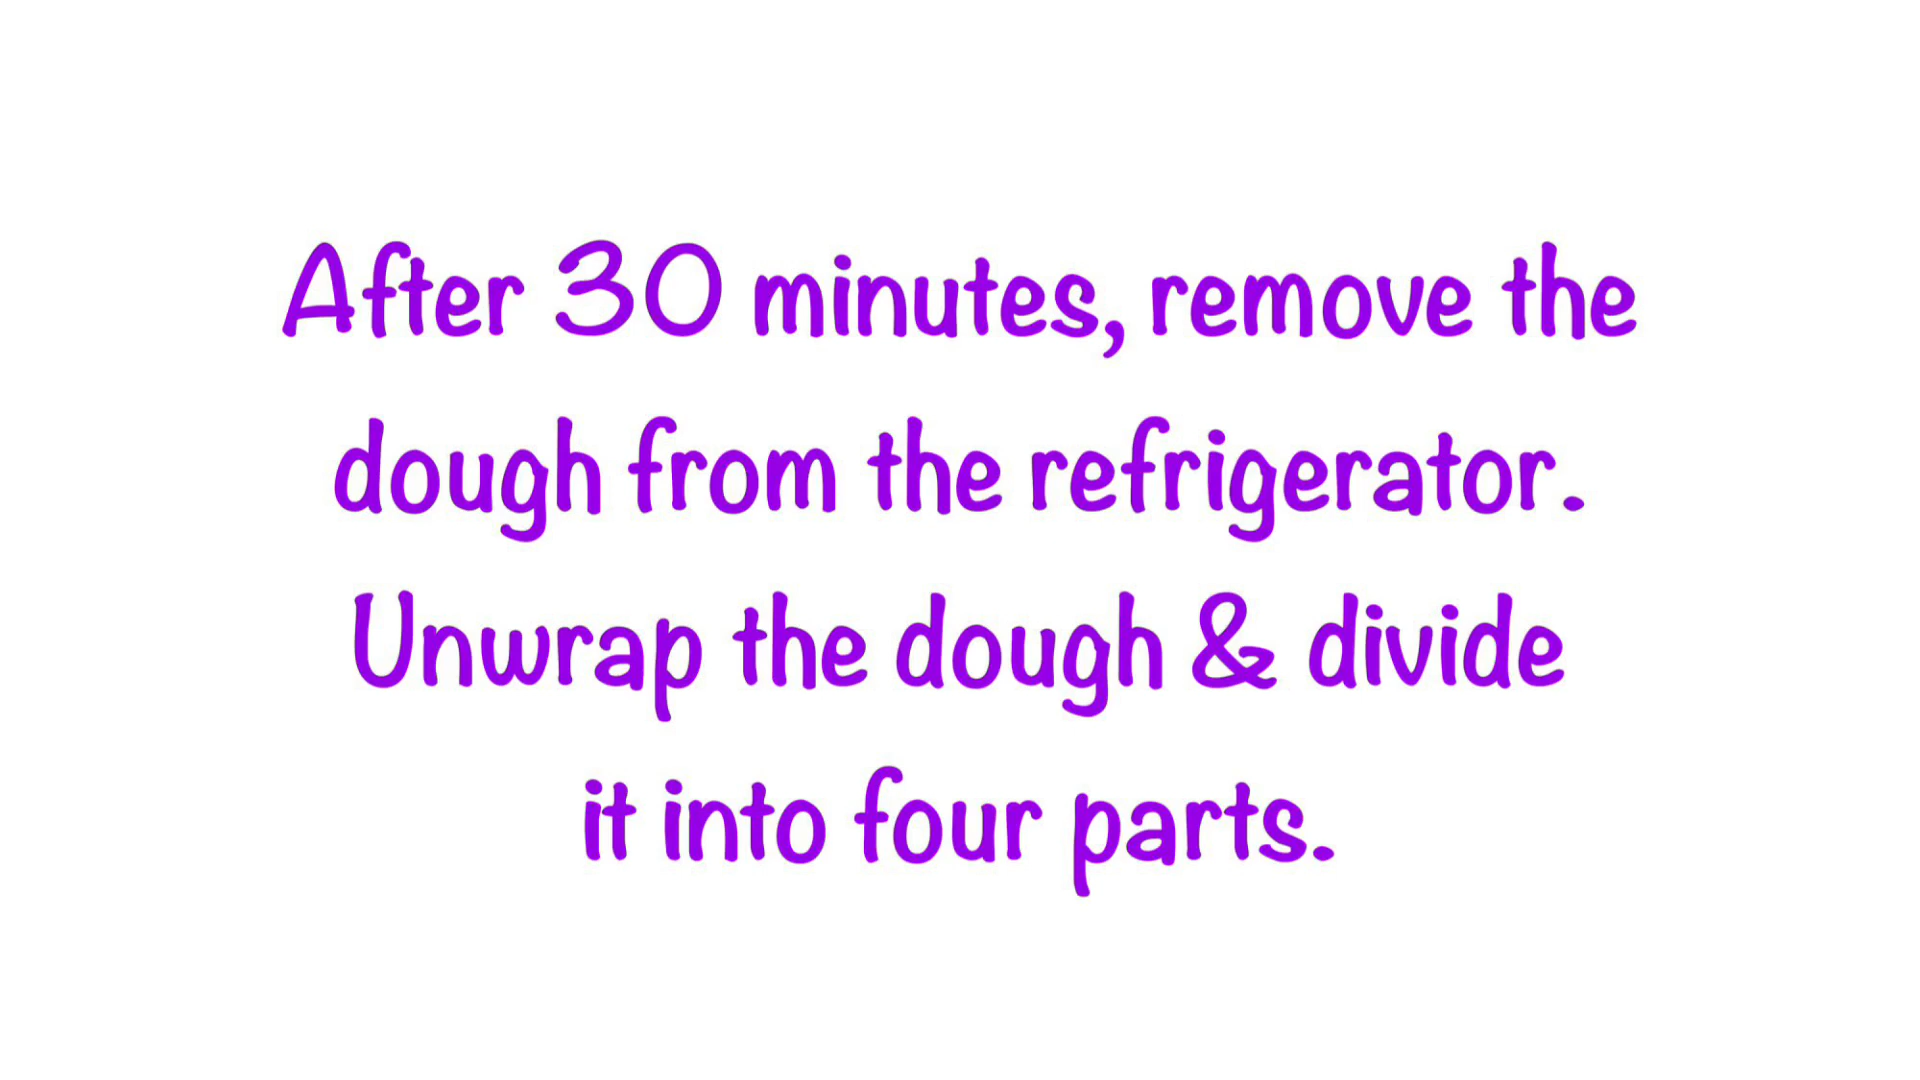 After 30 minutes, remove the
dough from the refrigerator.
Unwrap the dough & divide
it into four parts.